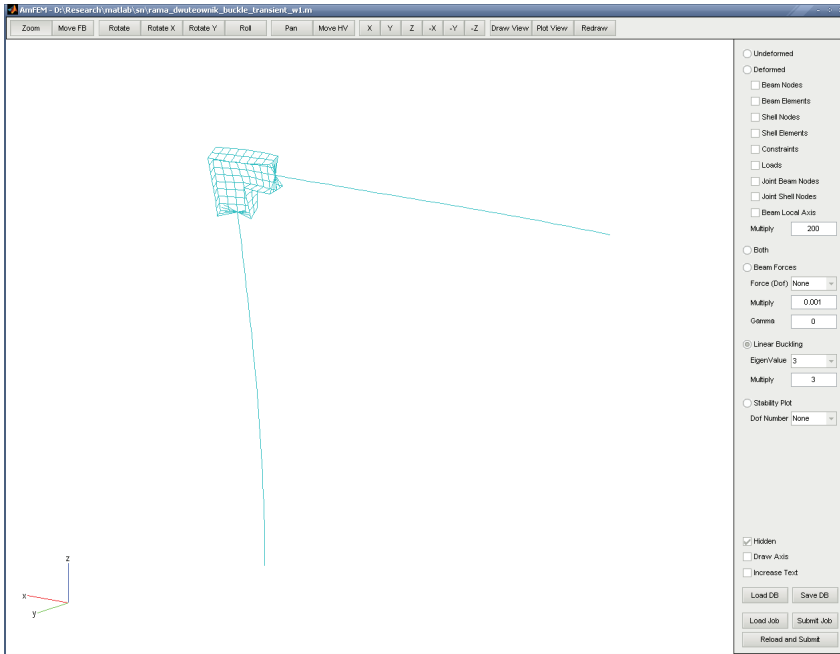 AmFEM - D:\Research\matlab\sn\rama_dwuteownik_buckle_transient_w1.m
Zoom Move FB Rotate Rotate X Rotate Y Roll Pan Move HV X Y Z -X -Y -Z Draw View Plot View Redraw
Undeformed
Deformed
Beam Nodes
Beam Elements
Shell Nodes
Shell Elements
Constraints
Loads
Joint Beam Nodes
Joint Shell Nodes
Beam Local Axis
Multiply 200
Both
Beam Forces
Force (Dof) None
Multiply 0.001
Gamma 0
Linear Buckling
EigenValue 3
Multiply 3
Stability Plot
Dof Number None
Hidden
Draw Axis
Increase Text
Load DB Save DB
Load Job Submit Job
Reload and Submit
z
x
y